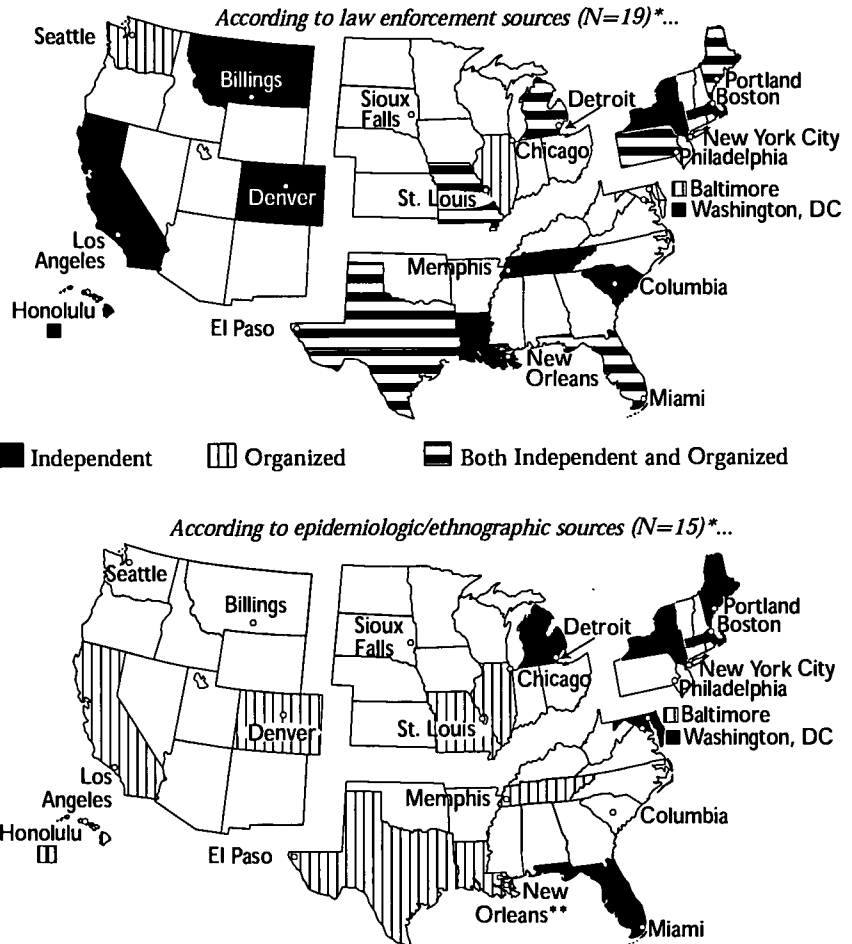 According to law enforcement sources (N=19)*...
Seattle
Billings
Sioux
Falls
Detroit
Portland
Boston
Chicago
New York City
Philadelphia
Denver
St. Louis
Baltimore
Washington, DC
Los
Angeles
Memphis
Columbia
Honolulu
El Paso
New
Orleans
Miami
Independent
Organized
Both Independent and Organized
According to epidemiologic/ethnographic sources (N=15)*...
Seattle
Billings
Sioux
Falls
Detroit
Portland
Boston
Chicago
New York City
Philadelphia
Denver
St. Louis
Baltimore
Washington, DC
Los
Angeles
Memphis
Columbia
Honolulu
El Paso
New
Orleans**
Miami